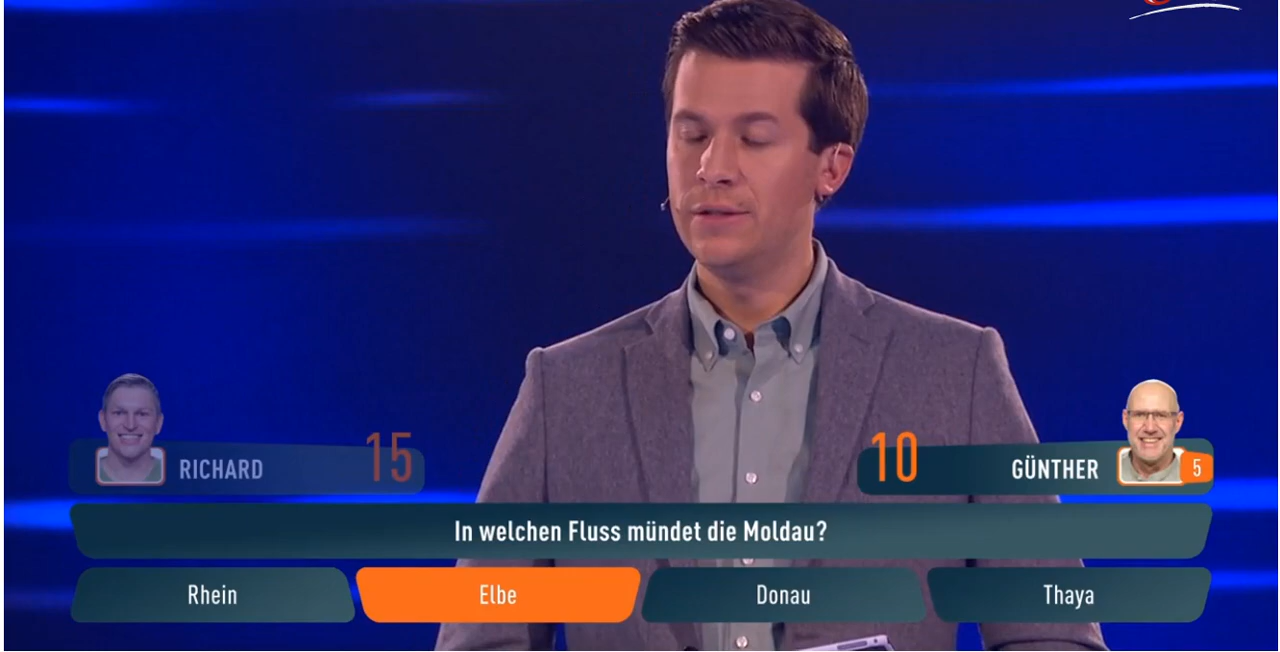 RICHARD 15
10 GÜNTHER 5
In welchen Fluss mündet die Moldau?
Rhein Elbe Donau Thaya